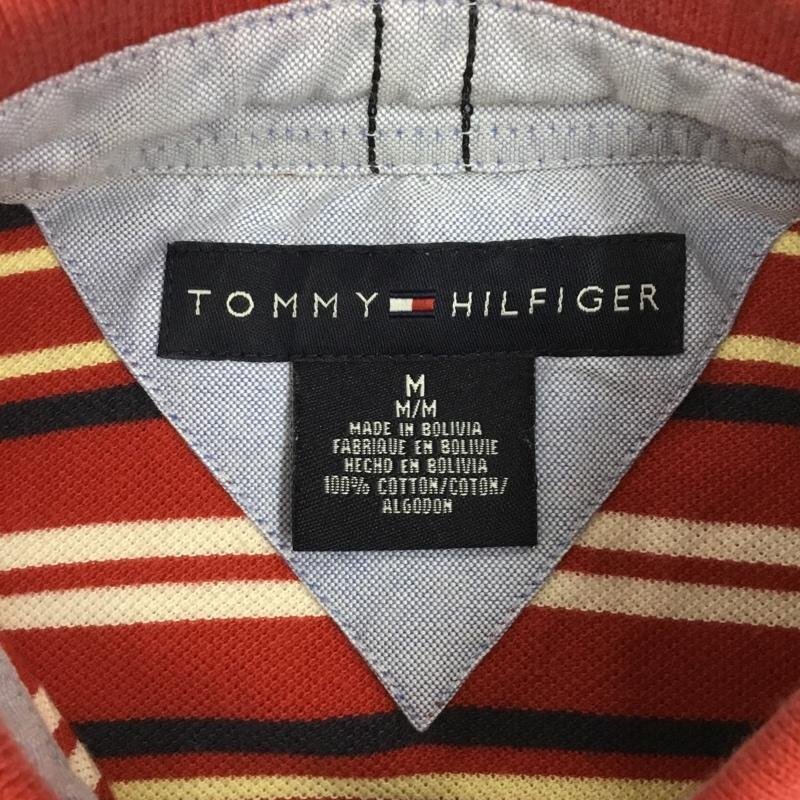 TOMMY HILFIGER
M
M/M
MADE IN BOLIVIA
FABRIQUE EN BOLIVIE
HECHO EN BOLIVIA
100% COTTON/COTON/
ALGODON